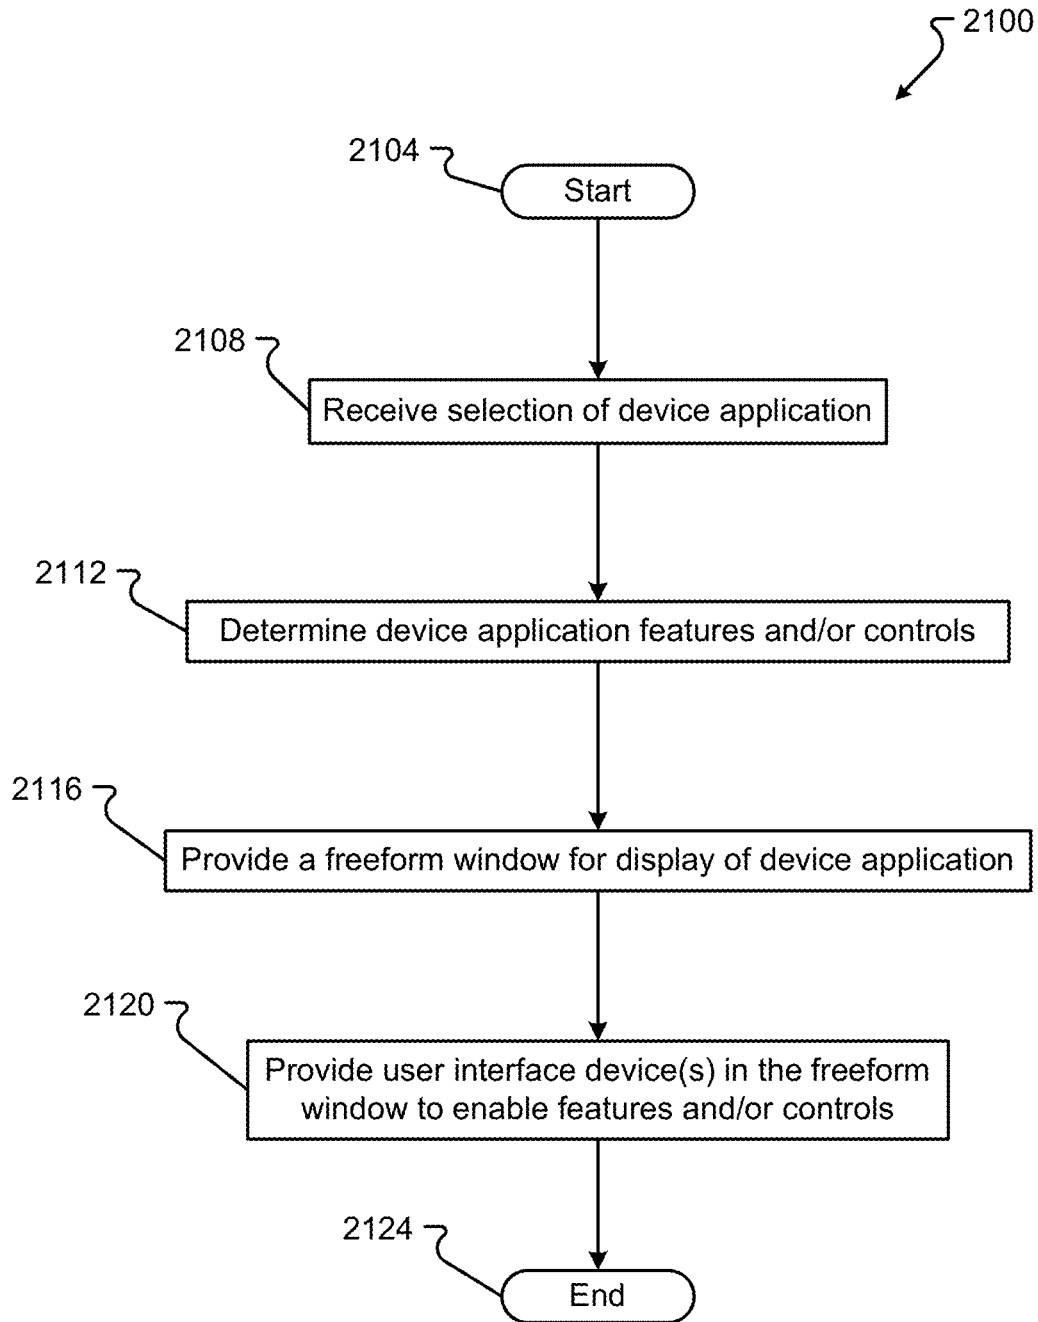 2100
2104
Start
2108
Receive selection of device application
2112
Determine device application features and/or controls
2116
Provide a freeform window for display of device application
2120
Provide user interface device(s) in the freeform
window to enable features and/or controls
2124
End